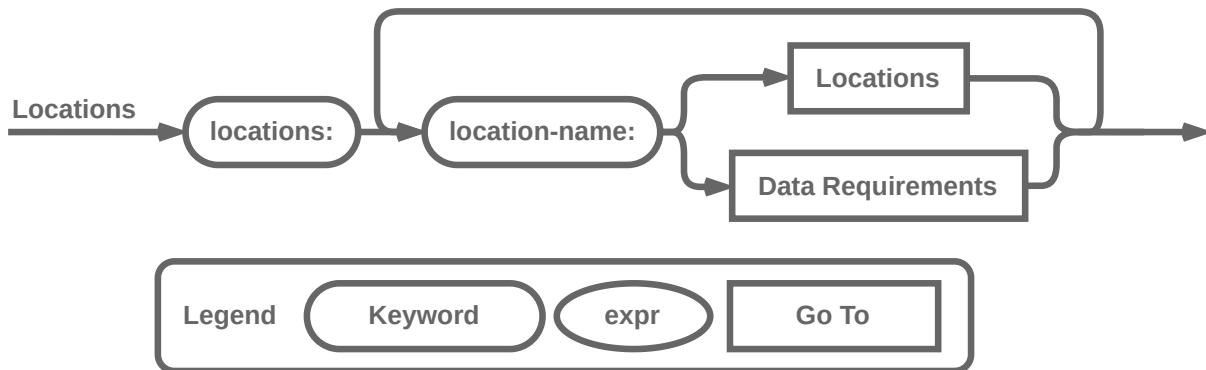 Locations
Locations
locations:
location-name:
Data Requirements
Legend
Keyword
expr
Go To